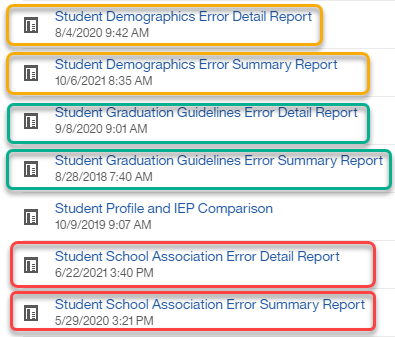 Student Demographics Error Detail Report
8/4/2020 9:42 AM
Student Demographics Error Summary Report
10/6/2021 8:35 AM
Student Graduation Guidelines Error Detail Report
9/8/2020 9:01 AM
Student Graduation Guidelines Error Summary Report
8/28/2018 7:40 AM
Student Profile and IEP Comparison
10/9/2019 9:07 AM
Student School Association Error Detail Report
6/22/2021 3:40 PM
Student School Association Error Summary Report
5/29/2020 3:21 PM